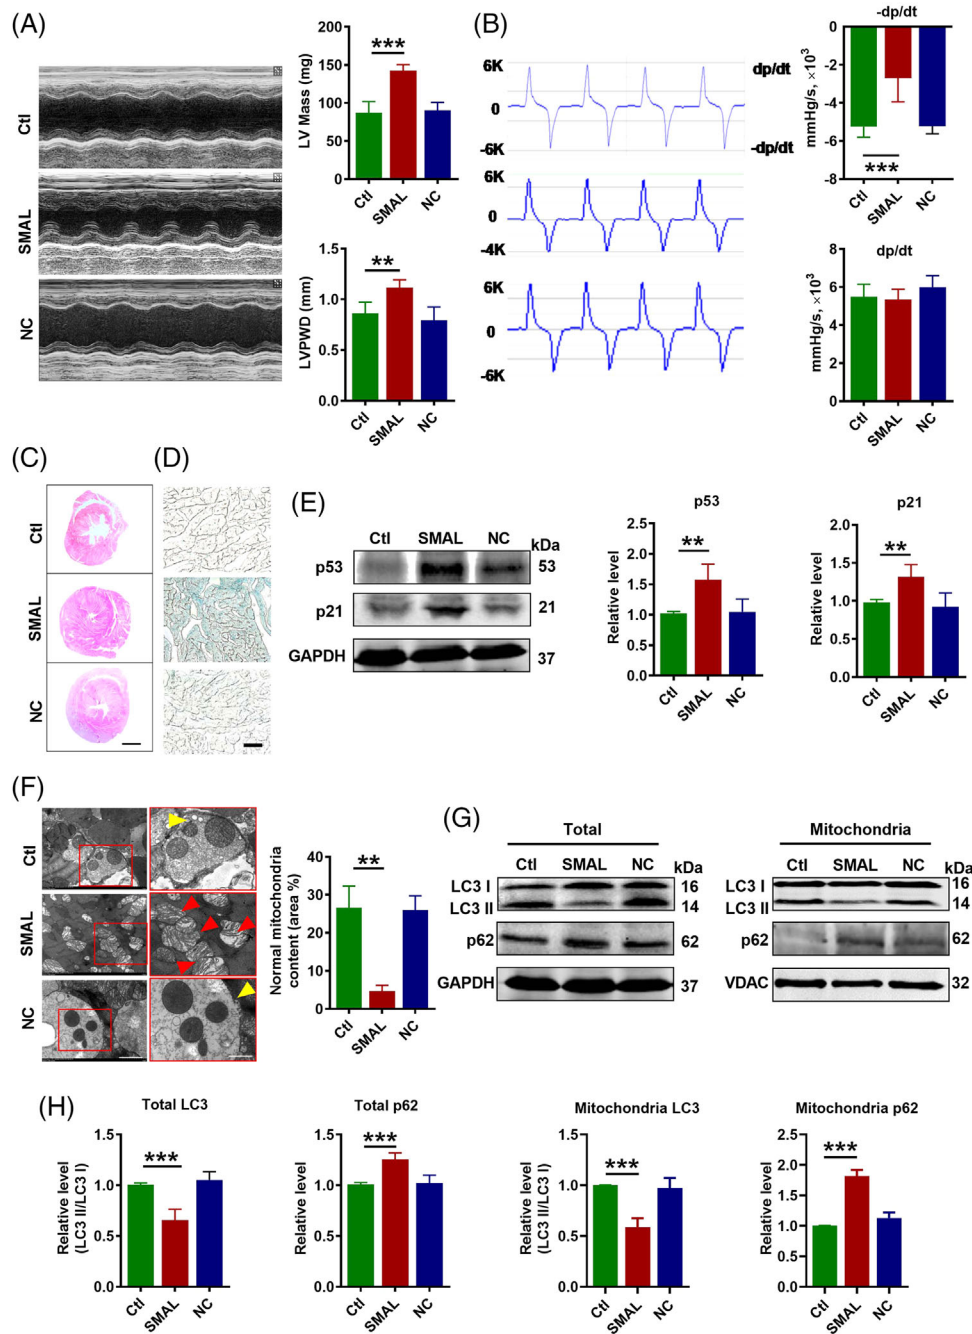 (A)
Ctl
SMAL
NC
LV Mass (mg)
200
150
100
50
0
***
Ctl
SMAL
NC
LVPWD (mm)
1.5
1.0
0.5
0.0
**
Ctl
SMAL
NC
(B)
6K
0
-6K
dp/dt
-dp/dt
6K
0
-4K
6K
0
-6K
-dp/dt
mmHg/s, ×10³
0
-2
-4
-6
-8
***
Ctl
SMAL
NC
dp/dt
mmHg/s, ×10³
8
6
4
2
0
Ctl
SMAL
NC
(C)
Ctl
SMAL
NC
(D)
(E)
Ctl SMAL NC kDa
p53 53
p21 21
GAPDH 37
p53
Relative level
2.5
2.0
1.5
1.0
0.5
0.0
**
Ctl
SMAL
NC
p21
Relative level
2.0
1.5
1.0
0.5
0.0
**
Ctl
SMAL
NC
(F)
Ctl
SMAL
NC
Normal mitochondria
content (area %)
40
30
20
10
0
**
Ctl
SMAL
NC
(G)
Total
Ctl SMAL NC kDa
LC3 I 16
LC3 II 14
p62 62
GAPDH 37
Mitochondria
Ctl SMAL NC kDa
LC3 I 16
LC3 II 14
p62 62
VDAC 32
(H)
Total LC3
Relative level
(LC3 II/LC3 I)
1.5
1.0
0.5
0.0
***
Ctl
SMAL
NC
Total p62
Relative level
1.5
1.0
0.5
0.0
***
Ctl
SMAL
NC
Mitochondria LC3
Relative level
(LC3 II/LC3 I)
1.5
1.0
0.5
0.0
***
Ctl
SMAL
NC
Mitochondria p62
Relative level
2.5
2.0
1.5
1.0
0.5
0.0
***
Ctl
SMAL
NC